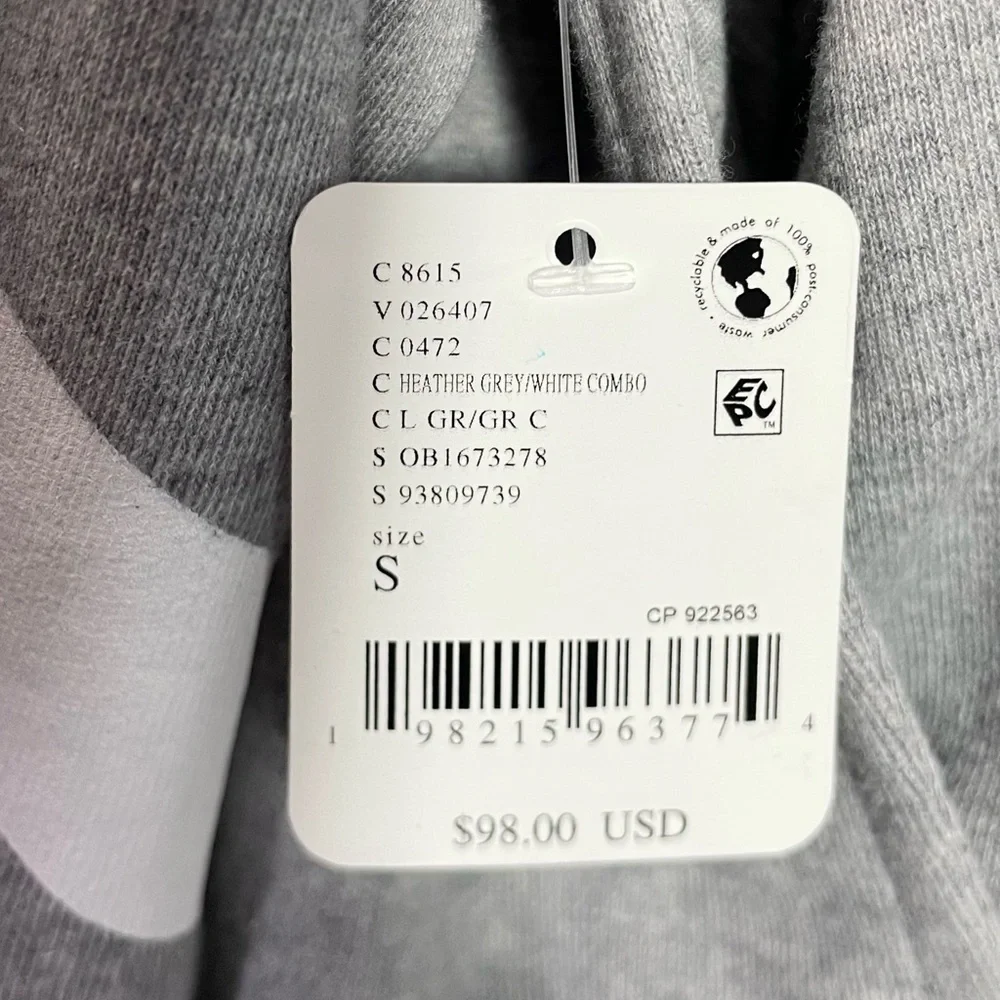 C 8615
V 026407
C 0472
C HEATHER GREY/WHITE COMBO
C L GR/GR C
S OB1673278
S 93809739
size
S
recyclable & made of 100% post-consumer waste •
EPC
TM
CP 922563
1 98215 96377 4
$98.00 USD